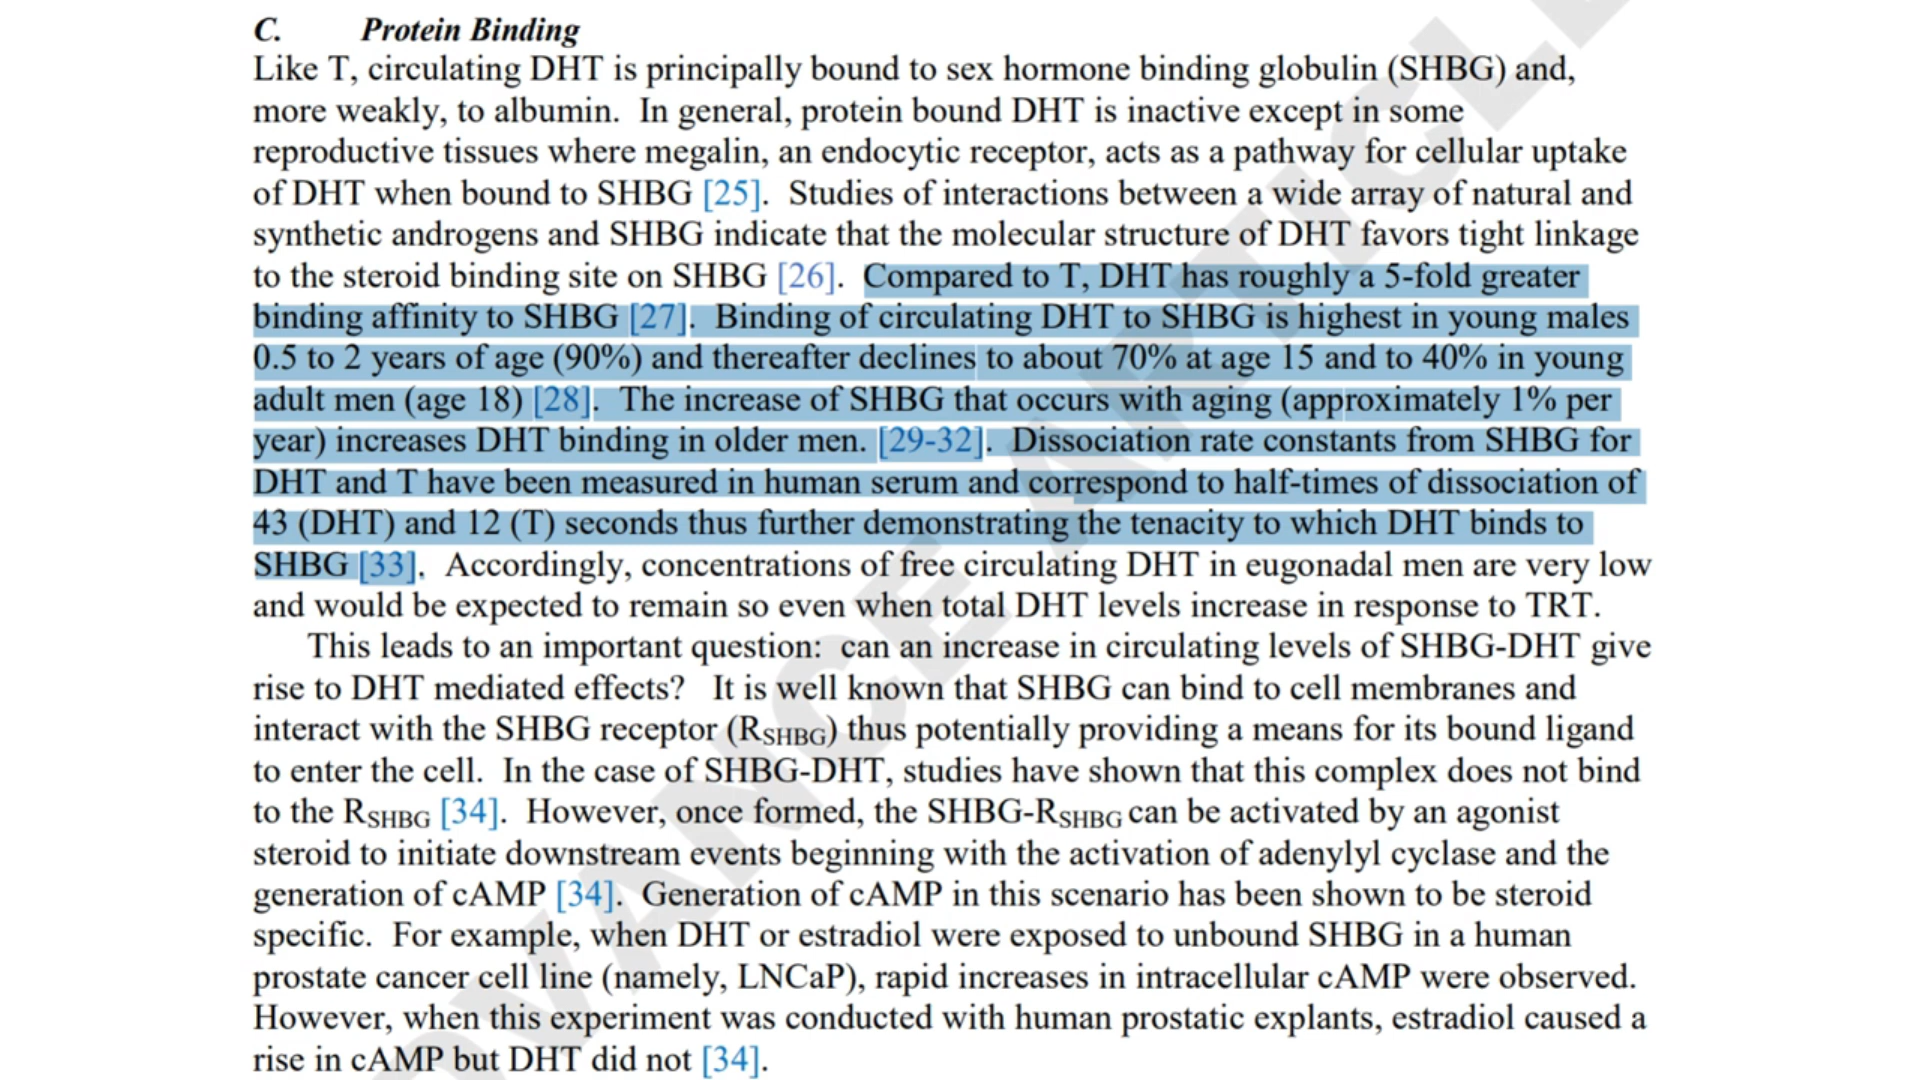 C. Protein Binding
Like T, circulating DHT is principally bound to sex hormone binding globulin (SHBG) and,
more weakly, to albumin.  In general, protein bound DHT is inactive except in some
reproductive tissues where megalin, an endocytic receptor, acts as a pathway for cellular uptake
of DHT when bound to SHBG [25].  Studies of interactions between a wide array of natural and
synthetic androgens and SHBG indicate that the molecular structure of DHT favors tight linkage
to the steroid binding site on SHBG [26].  Compared to T, DHT has roughly a 5-fold greater
binding affinity to SHBG [27].  Binding of circulating DHT to SHBG is highest in young males
0.5 to 2 years of age (90%) and thereafter declines to about 70% at age 15 and to 40% in young
adult men (age 18) [28].  The increase of SHBG that occurs with aging (approximately 1% per
year) increases DHT binding in older men. [29-32].  Dissociation rate constants from SHBG for
DHT and T have been measured in human serum and correspond to half-times of dissociation of
43 (DHT) and 12 (T) seconds thus further demonstrating the tenacity to which DHT binds to
SHBG [33].  Accordingly, concentrations of free circulating DHT in eugonadal men are very low
and would be expected to remain so even when total DHT levels increase in response to TRT.
This leads to an important question:  can an increase in circulating levels of SHBG-DHT give
rise to DHT mediated effects?  It is well known that SHBG can bind to cell membranes and
interact with the SHBG receptor (RSHBG) thus potentially providing a means for its bound ligand
to enter the cell.  In the case of SHBG-DHT, studies have shown that this complex does not bind
to the RSHBG [34].  However, once formed, the SHBG-RSHBG can be activated by an agonist
steroid to initiate downstream events beginning with the activation of adenylyl cyclase and the
generation of cAMP [34].  Generation of cAMP in this scenario has been shown to be steroid
specific.  For example, when DHT or estradiol were exposed to unbound SHBG in a human
prostate cancer cell line (namely, LNCaP), rapid increases in intracellular cAMP were observed.
However, when this experiment was conducted with human prostatic explants, estradiol caused a
rise in cAMP but DHT did not [34].
DVANCE ARTICLE